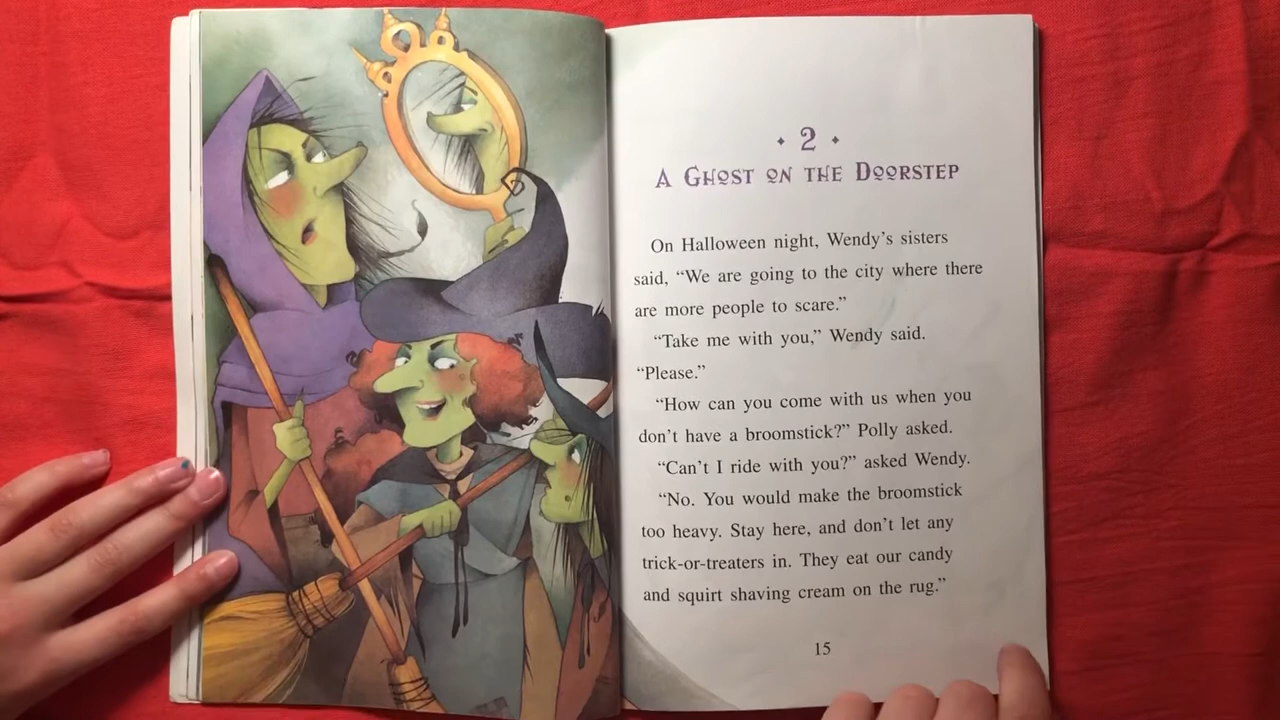 2
A Ghost on the Doorstep
On Halloween night, Wendy’s sisters
said, “We are going to the city where there
are more people to scare.”
“Take me with you,” Wendy said.
“Please.”
“How can you come with us when you
don’t have a broomstick?” Polly asked.
“Can’t I ride with you?” asked Wendy.
“No. You would make the broomstick
too heavy. Stay here, and don’t let any
trick-or-treaters in. They eat our candy
and squirt shaving cream on the rug.”
15